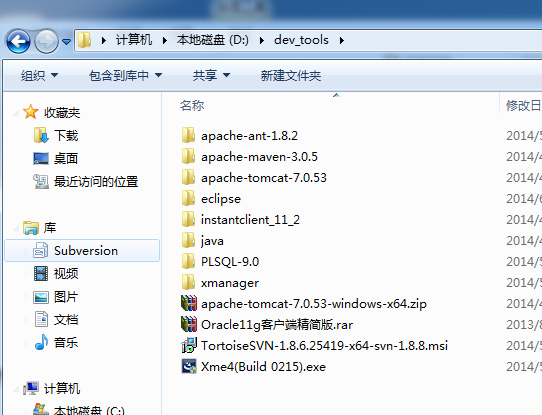 计算机 本地磁盘 (D:) dev_tools
组织 包含到库中 共享 新建文件夹
收藏夹
下载
桌面
最近访问的位置
库
Subversion
视频
图片
文档
音乐
计算机
本地磁盘 (C:)
名称 修改日
apache-ant-1.8.2 2014/5
apache-maven-3.0.5 2014/4
apache-tomcat-7.0.53 2014/4
eclipse 2014/6
instantclient_11_2 2014/4
java 2014/4
PLSQL-9.0 2014/5
xmanager 2014/5
apache-tomcat-7.0.53-windows-x64.zip 2014/4
Oracle11g客户端精简版.rar 2013/8
TortoiseSVN-1.8.6.25419-x64-svn-1.8.8.msi 2014/5
Xme4(Build 0215).exe 2014/5